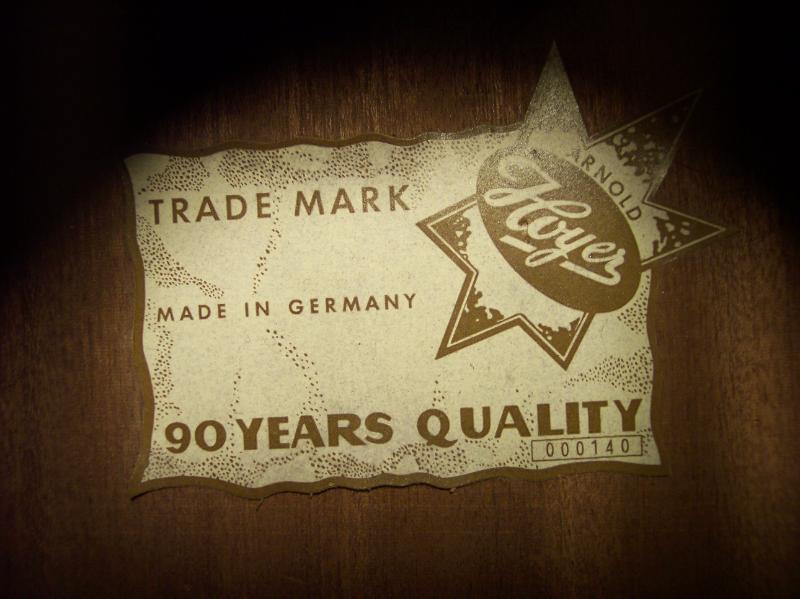 TRADE MARK
ARNOLD
Hoyer
MADE IN GERMANY
90 YEARS QUALITY
000140